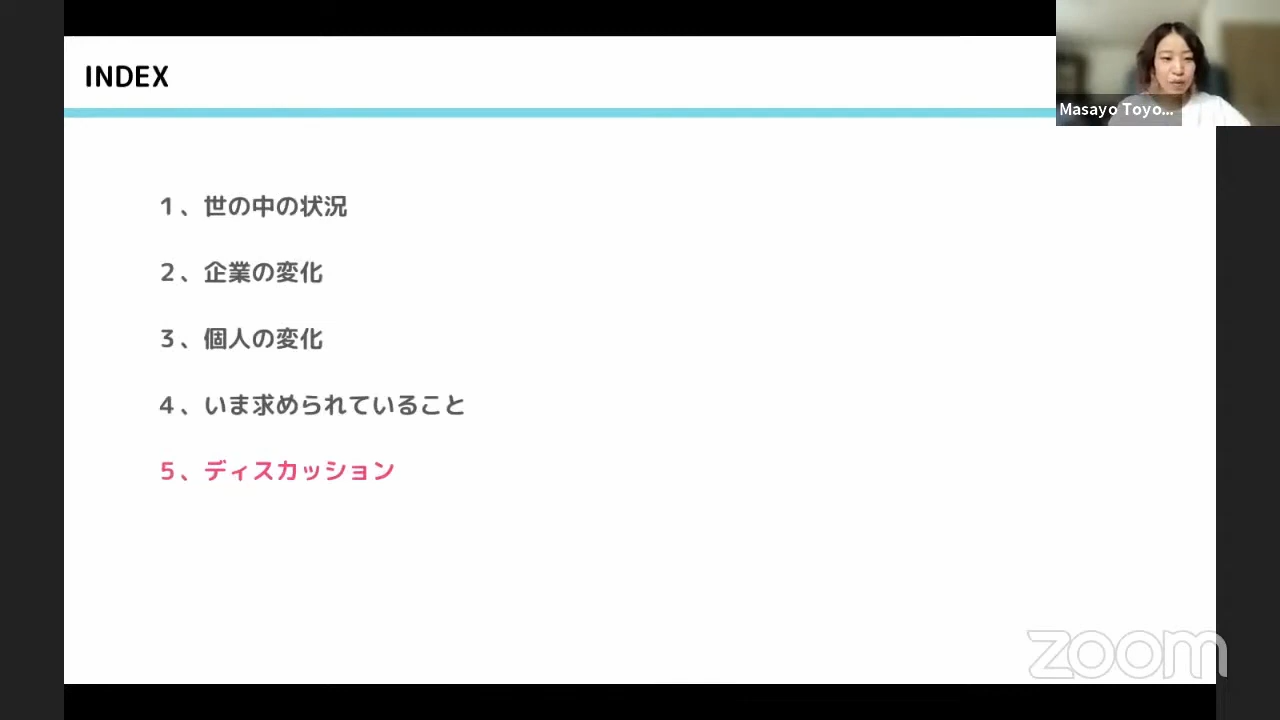 INDEX
Masayo Toyo...
1、世の中の状況
2、企業の変化
3、個人の変化
4、いま求められていること
5、ディスカッション
zoom